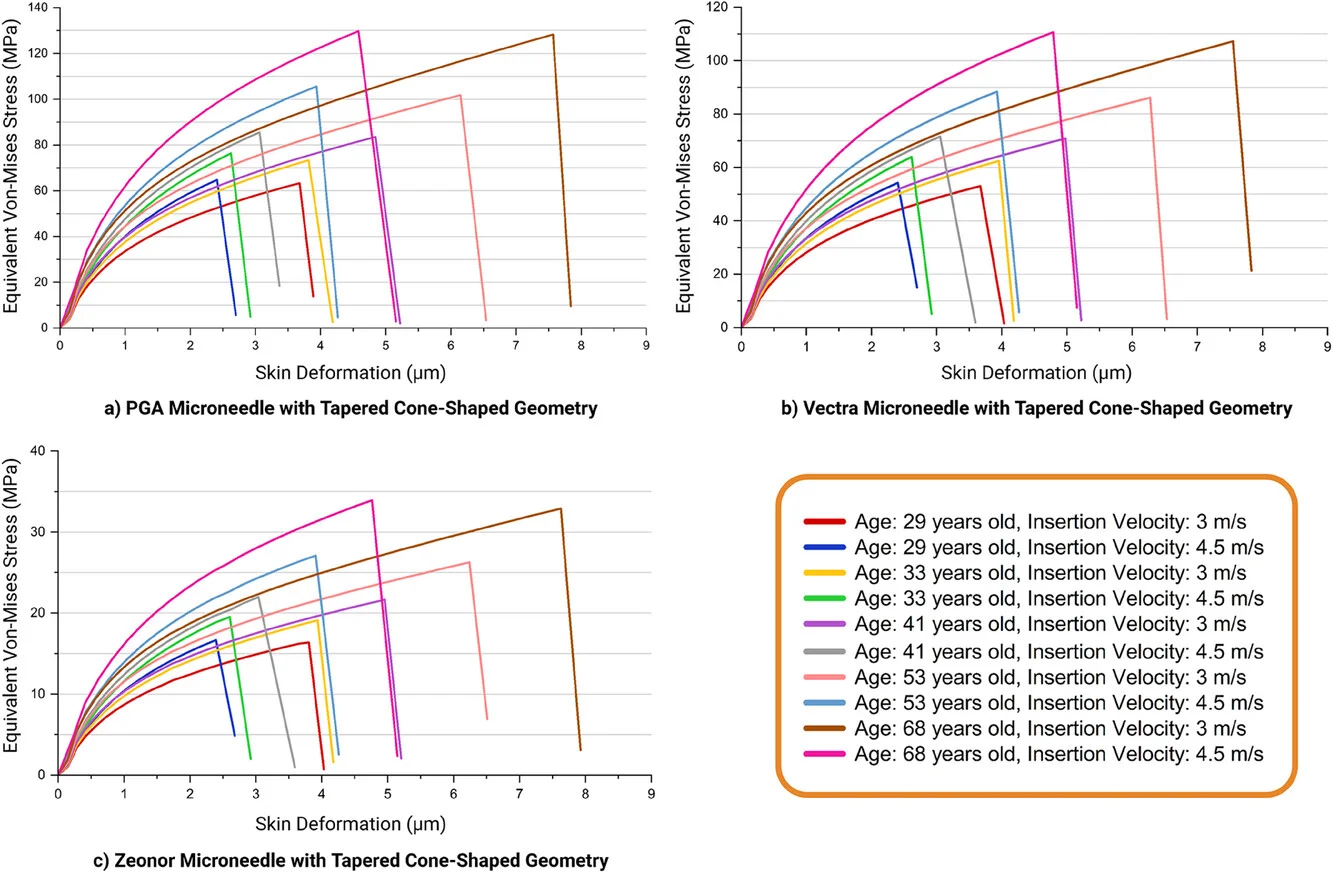 140
120
100
80
60
40
20
0
Equivalent Von-Mises Stress (MPa)
0 1 2 3 4 5 6 7 8 9
Skin Deformation (µm)
a) PGA Microneedle with Tapered Cone-Shaped Geometry
120
100
80
60
40
20
0
Equivalent Von-Mises Stress (MPa)
0 1 2 3 4 5 6 7 8 9
Skin Deformation (µm)
b) Vectra Microneedle with Tapered Cone-Shaped Geometry
40
30
20
10
0
Equivalent Von-Mises Stress (MPa)
0 1 2 3 4 5 6 7 8 9
Skin Deformation (µm)
c) Zeonor Microneedle with Tapered Cone-Shaped Geometry
Age: 29 years old, Insertion Velocity: 3 m/s
Age: 29 years old, Insertion Velocity: 4.5 m/s
Age: 33 years old, Insertion Velocity: 3 m/s
Age: 33 years old, Insertion Velocity: 4.5 m/s
Age: 41 years old, Insertion Velocity: 3 m/s
Age: 41 years old, Insertion Velocity: 4.5 m/s
Age: 53 years old, Insertion Velocity: 3 m/s
Age: 53 years old, Insertion Velocity: 4.5 m/s
Age: 68 years old, Insertion Velocity: 3 m/s
Age: 68 years old, Insertion Velocity: 4.5 m/s